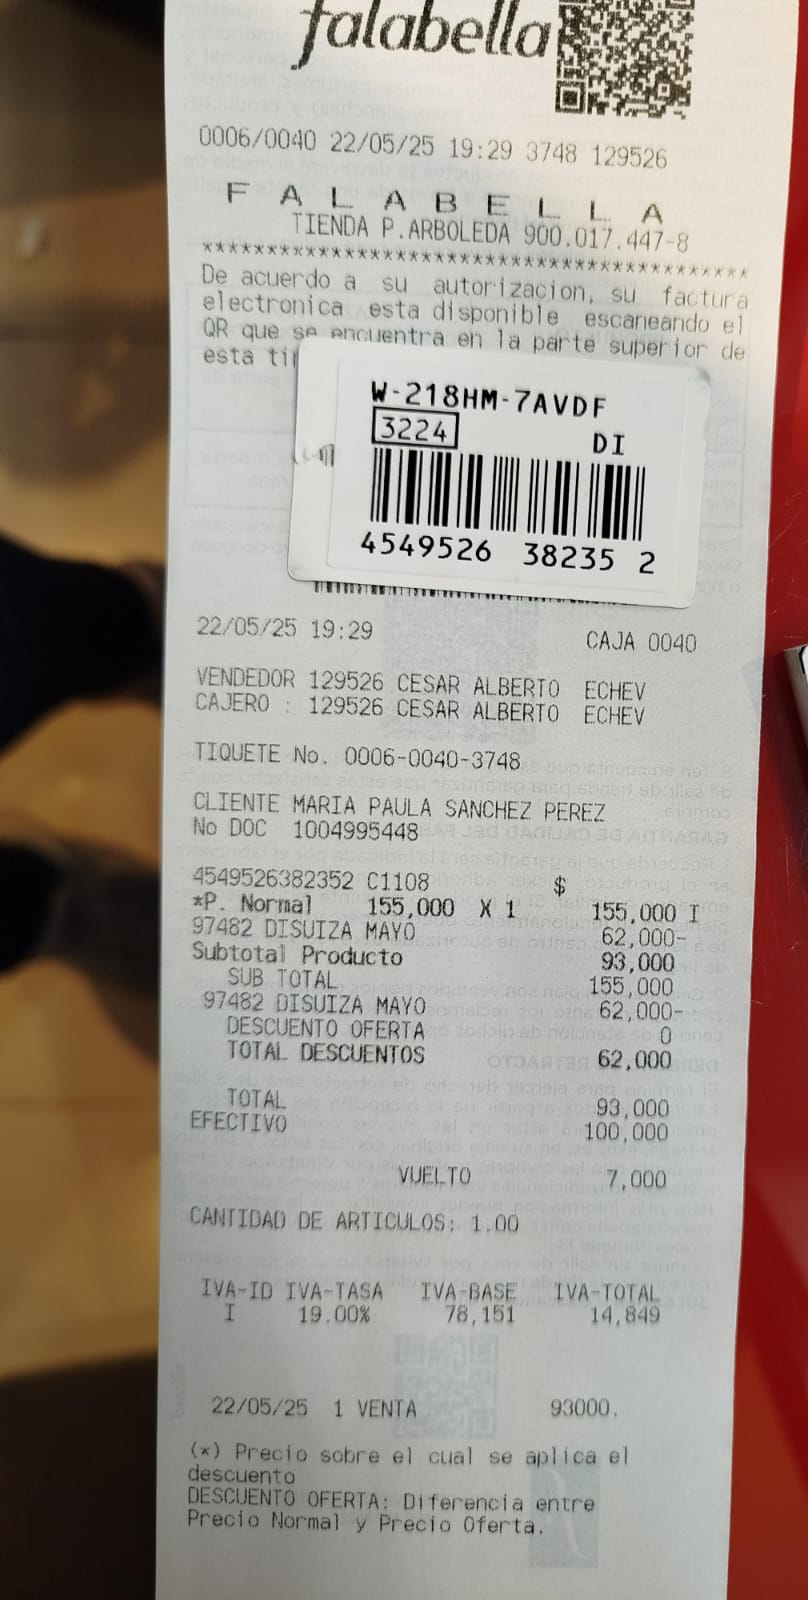 falabella
0006/0040 22/05/25 19:29 3748 129526
F A L A B E L L A
TIENDA P.ARBOLEDA 900.017.447-8
******************************************
De acuerdo a su autorizacion, su factura
electronica esta disponible escaneando el
QR que se encuentra en la parte superior de
esta
W-218HM-7AVDF
3224 DI
4549526 38235 2
22/05/25 19:29 CAJA 0040
VENDEDOR 129526 CESAR ALBERTO ECHEV
CAJERO : 129526 CESAR ALBERTO ECHEV
TIQUETE No. 0006-0040-3748
CLIENTE MARIA PAULA SANCHEZ PEREZ
No DOC 1004995448
4549526382352 C1108 $
*P. Normal 155,000 X 1 155,000 I
97482 DISUIZA MAYO 62,000-
Subtotal Producto 93,000
SUB TOTAL 155,000
97482 DISUIZA MAYO 62,000-
DESCUENTO OFERTA 0
TOTAL DESCUENTOS 62,000
TOTAL 93,000
EFECTIVO 100,000
VUELTO 7,000
CANTIDAD DE ARTICULOS: 1.00
IVA-ID IVA-TASA IVA-BASE IVA-TOTAL
I 19.00% 78,151 14,849
22/05/25 1 VENTA 93000.
(*) Precio sobre el cual se aplica el
descuento
DESCUENTO OFERTA: Diferencia entre
Precio Normal y Precio Oferta.